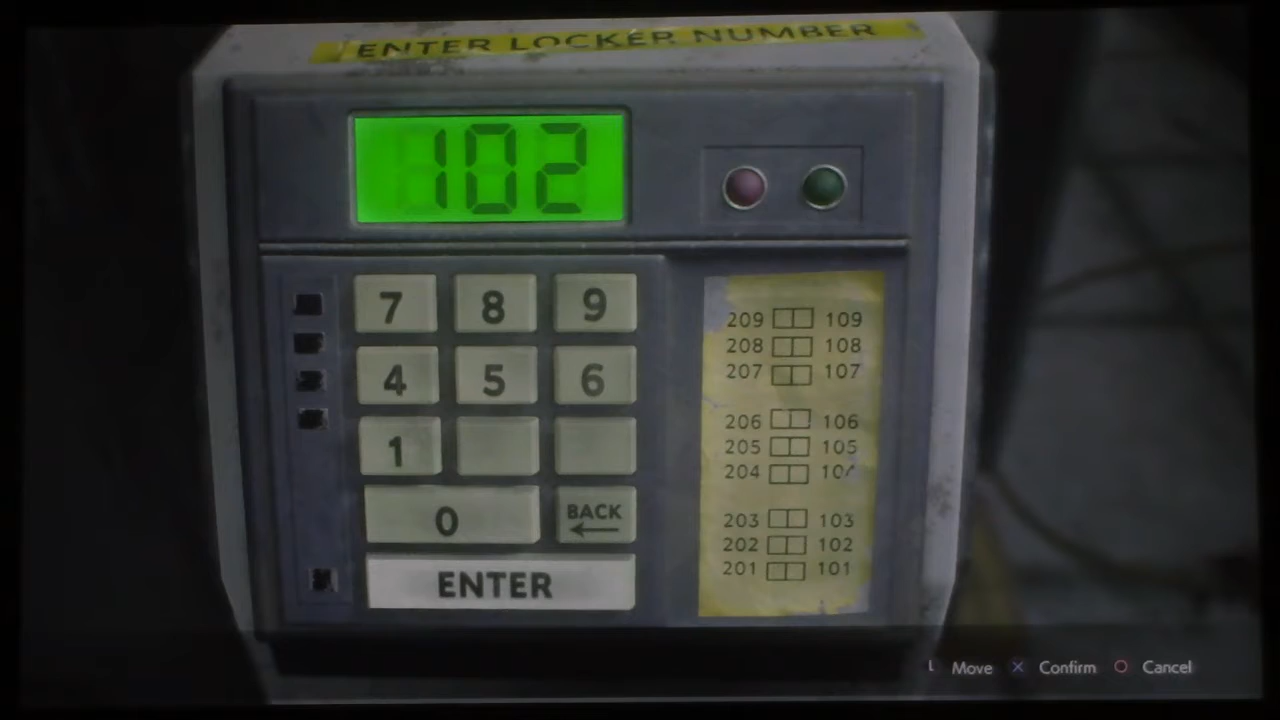 ENTER LOCKER NUMBER
102
7 8 9
4 5 6
1
0 BACK
ENTER
209 109
208 108
207 107
206 106
205 105
204 104
203 103
202 102
201 101
L Move X Confirm O Cancel